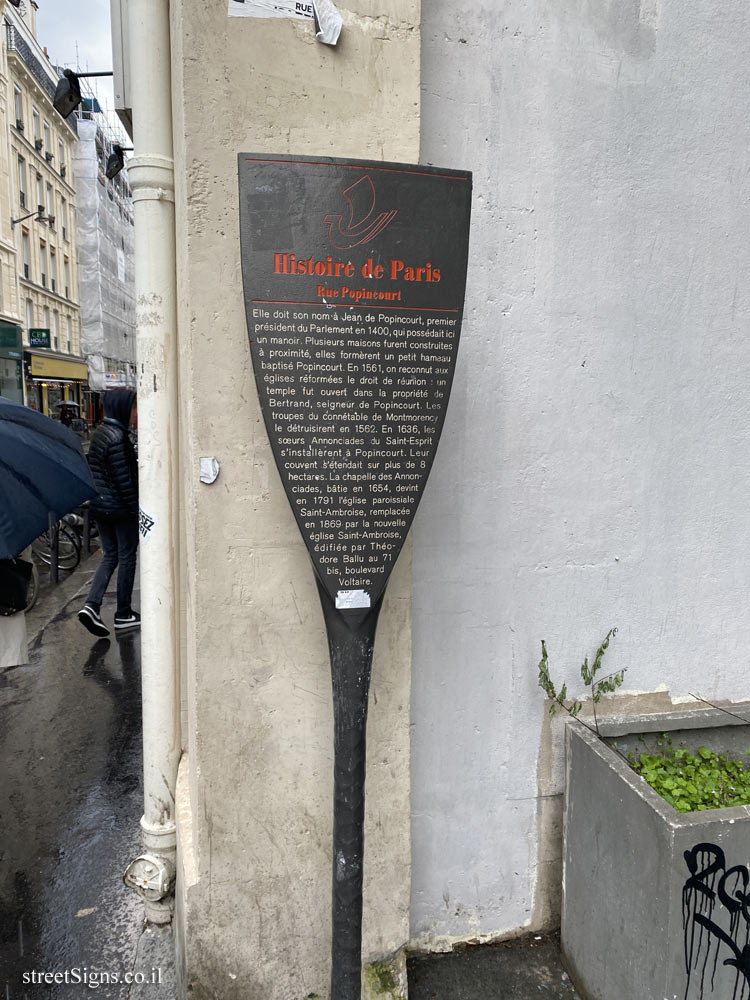 RUE
Histoire de Paris
Rue Popincourt
Elle doit son nom à Jean de Popincourt, premier
président du Parlement en 1400, qui possédait ici
un manoir. Plusieurs maisons furent construites
à proximité, elles formèrent un petit hameau
baptisé Popincourt. En 1561, on reconnut aux
églises réformées le droit de réunion : un
temple fut ouvert dans la propriété de
Bertrand, seigneur de Popincourt. Les
troupes du connétable de Montmorency
le détruisirent en 1562. En 1636, les
sœurs Annonciades du Saint-Esprit
s'installèrent à Popincourt. Leur
couvent s'étendait sur plus de 8
hectares. La chapelle des Annon-
ciades, bâtie en 1654, devint
en 1791 l'église paroissiale
Saint-Ambroise, remplacée
en 1869 par la nouvelle
église Saint-Ambroise,
édifiée par Théo-
dore Ballu au 71
bis, boulevard
Voltaire.
CBD
HOUSE
streetSigns.co.il